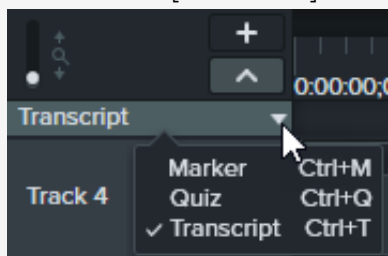 0:00:00;0
Transcript
Marker Ctrl+M
Track 4
Quiz Ctrl+Q
✓ Transcript Ctrl+T